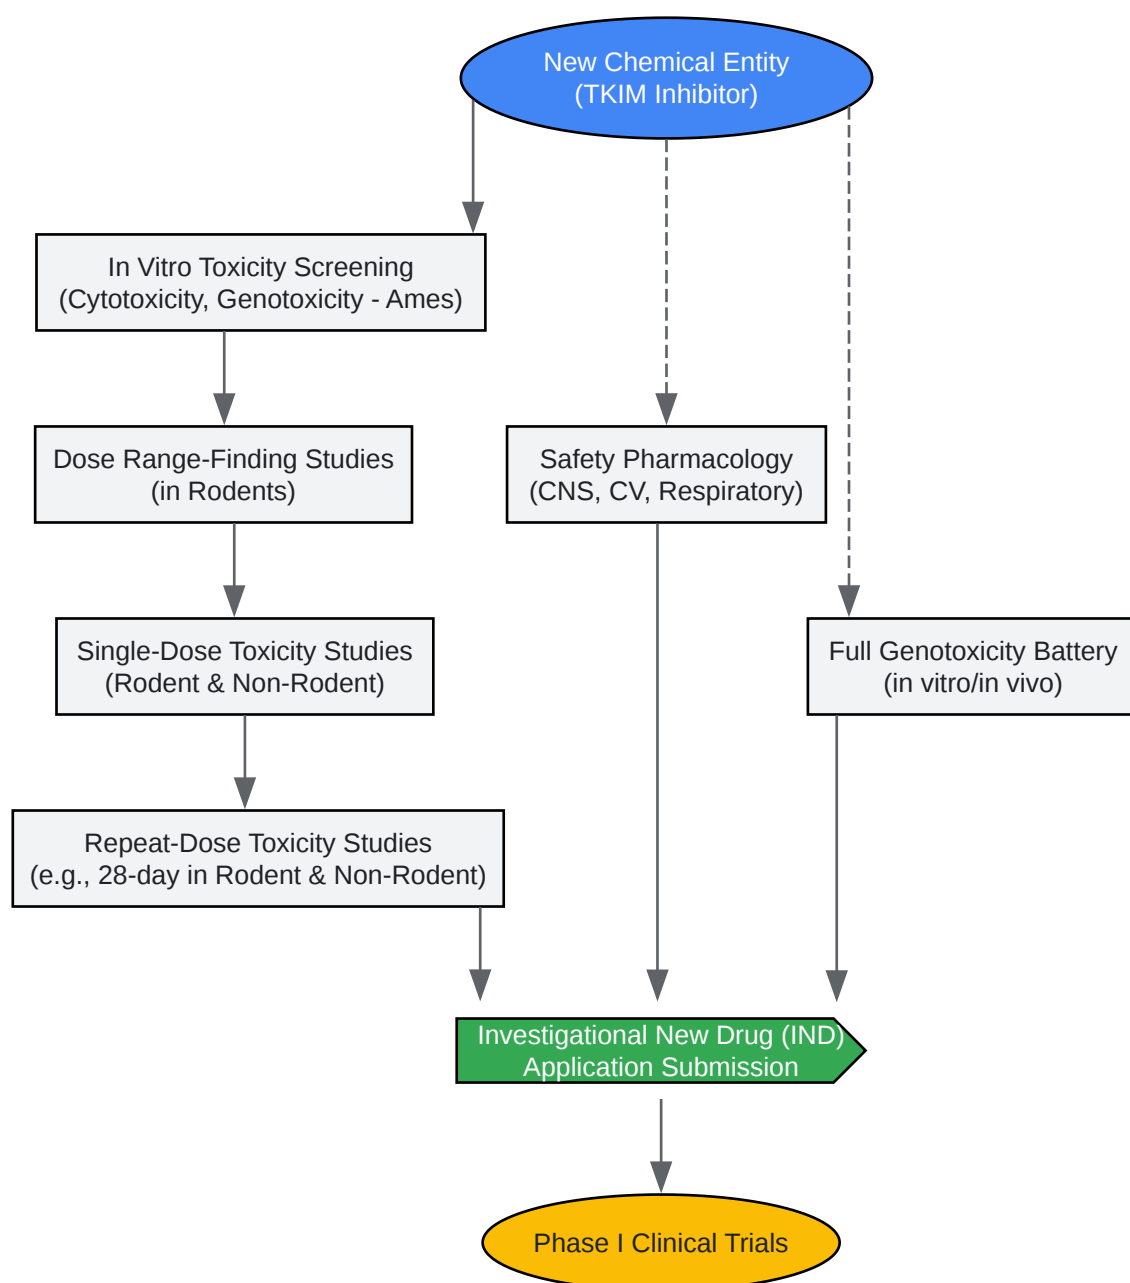 New Chemical Entity
(TKIM Inhibitor)
In Vitro Toxicity Screening
(Cytotoxicity, Genotoxicity - Ames)
Dose Range-Finding Studies
(in Rodents)
Safety Pharmacology
(CNS, CV, Respiratory)
Single-Dose Toxicity Studies
(Rodent & Non-Rodent)
Full Genotoxicity Battery
(in vitro/in vivo)
Repeat-Dose Toxicity Studies
(e.g., 28-day in Rodent & Non-Rodent)
Investigational New Drug (IND)
Application Submission
Phase I Clinical Trials